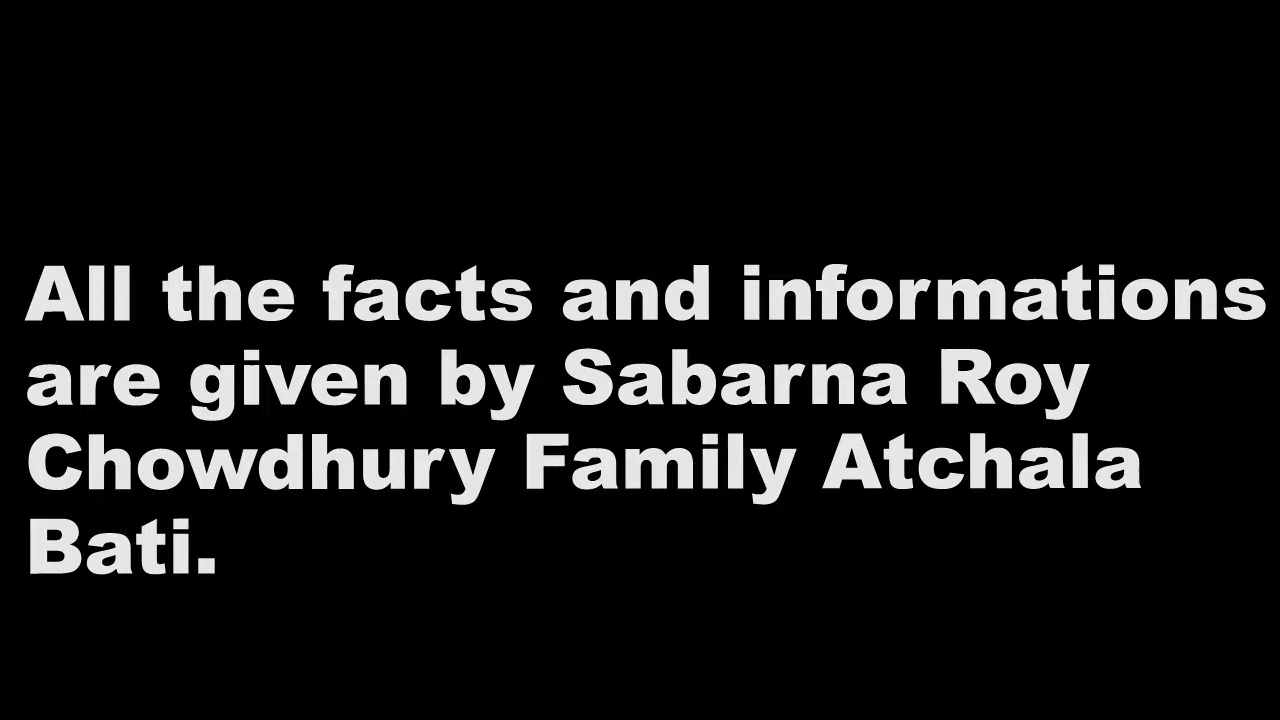 All the facts and informations
are given by Sabarna Roy
Chowdhury Family Atchala
Bati.